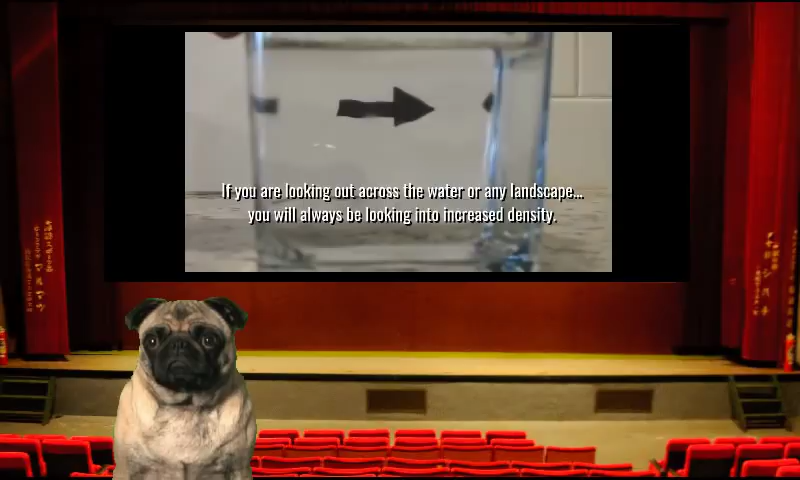 If you are looking out across the water or any landscape...
you will always be looking into increased density.